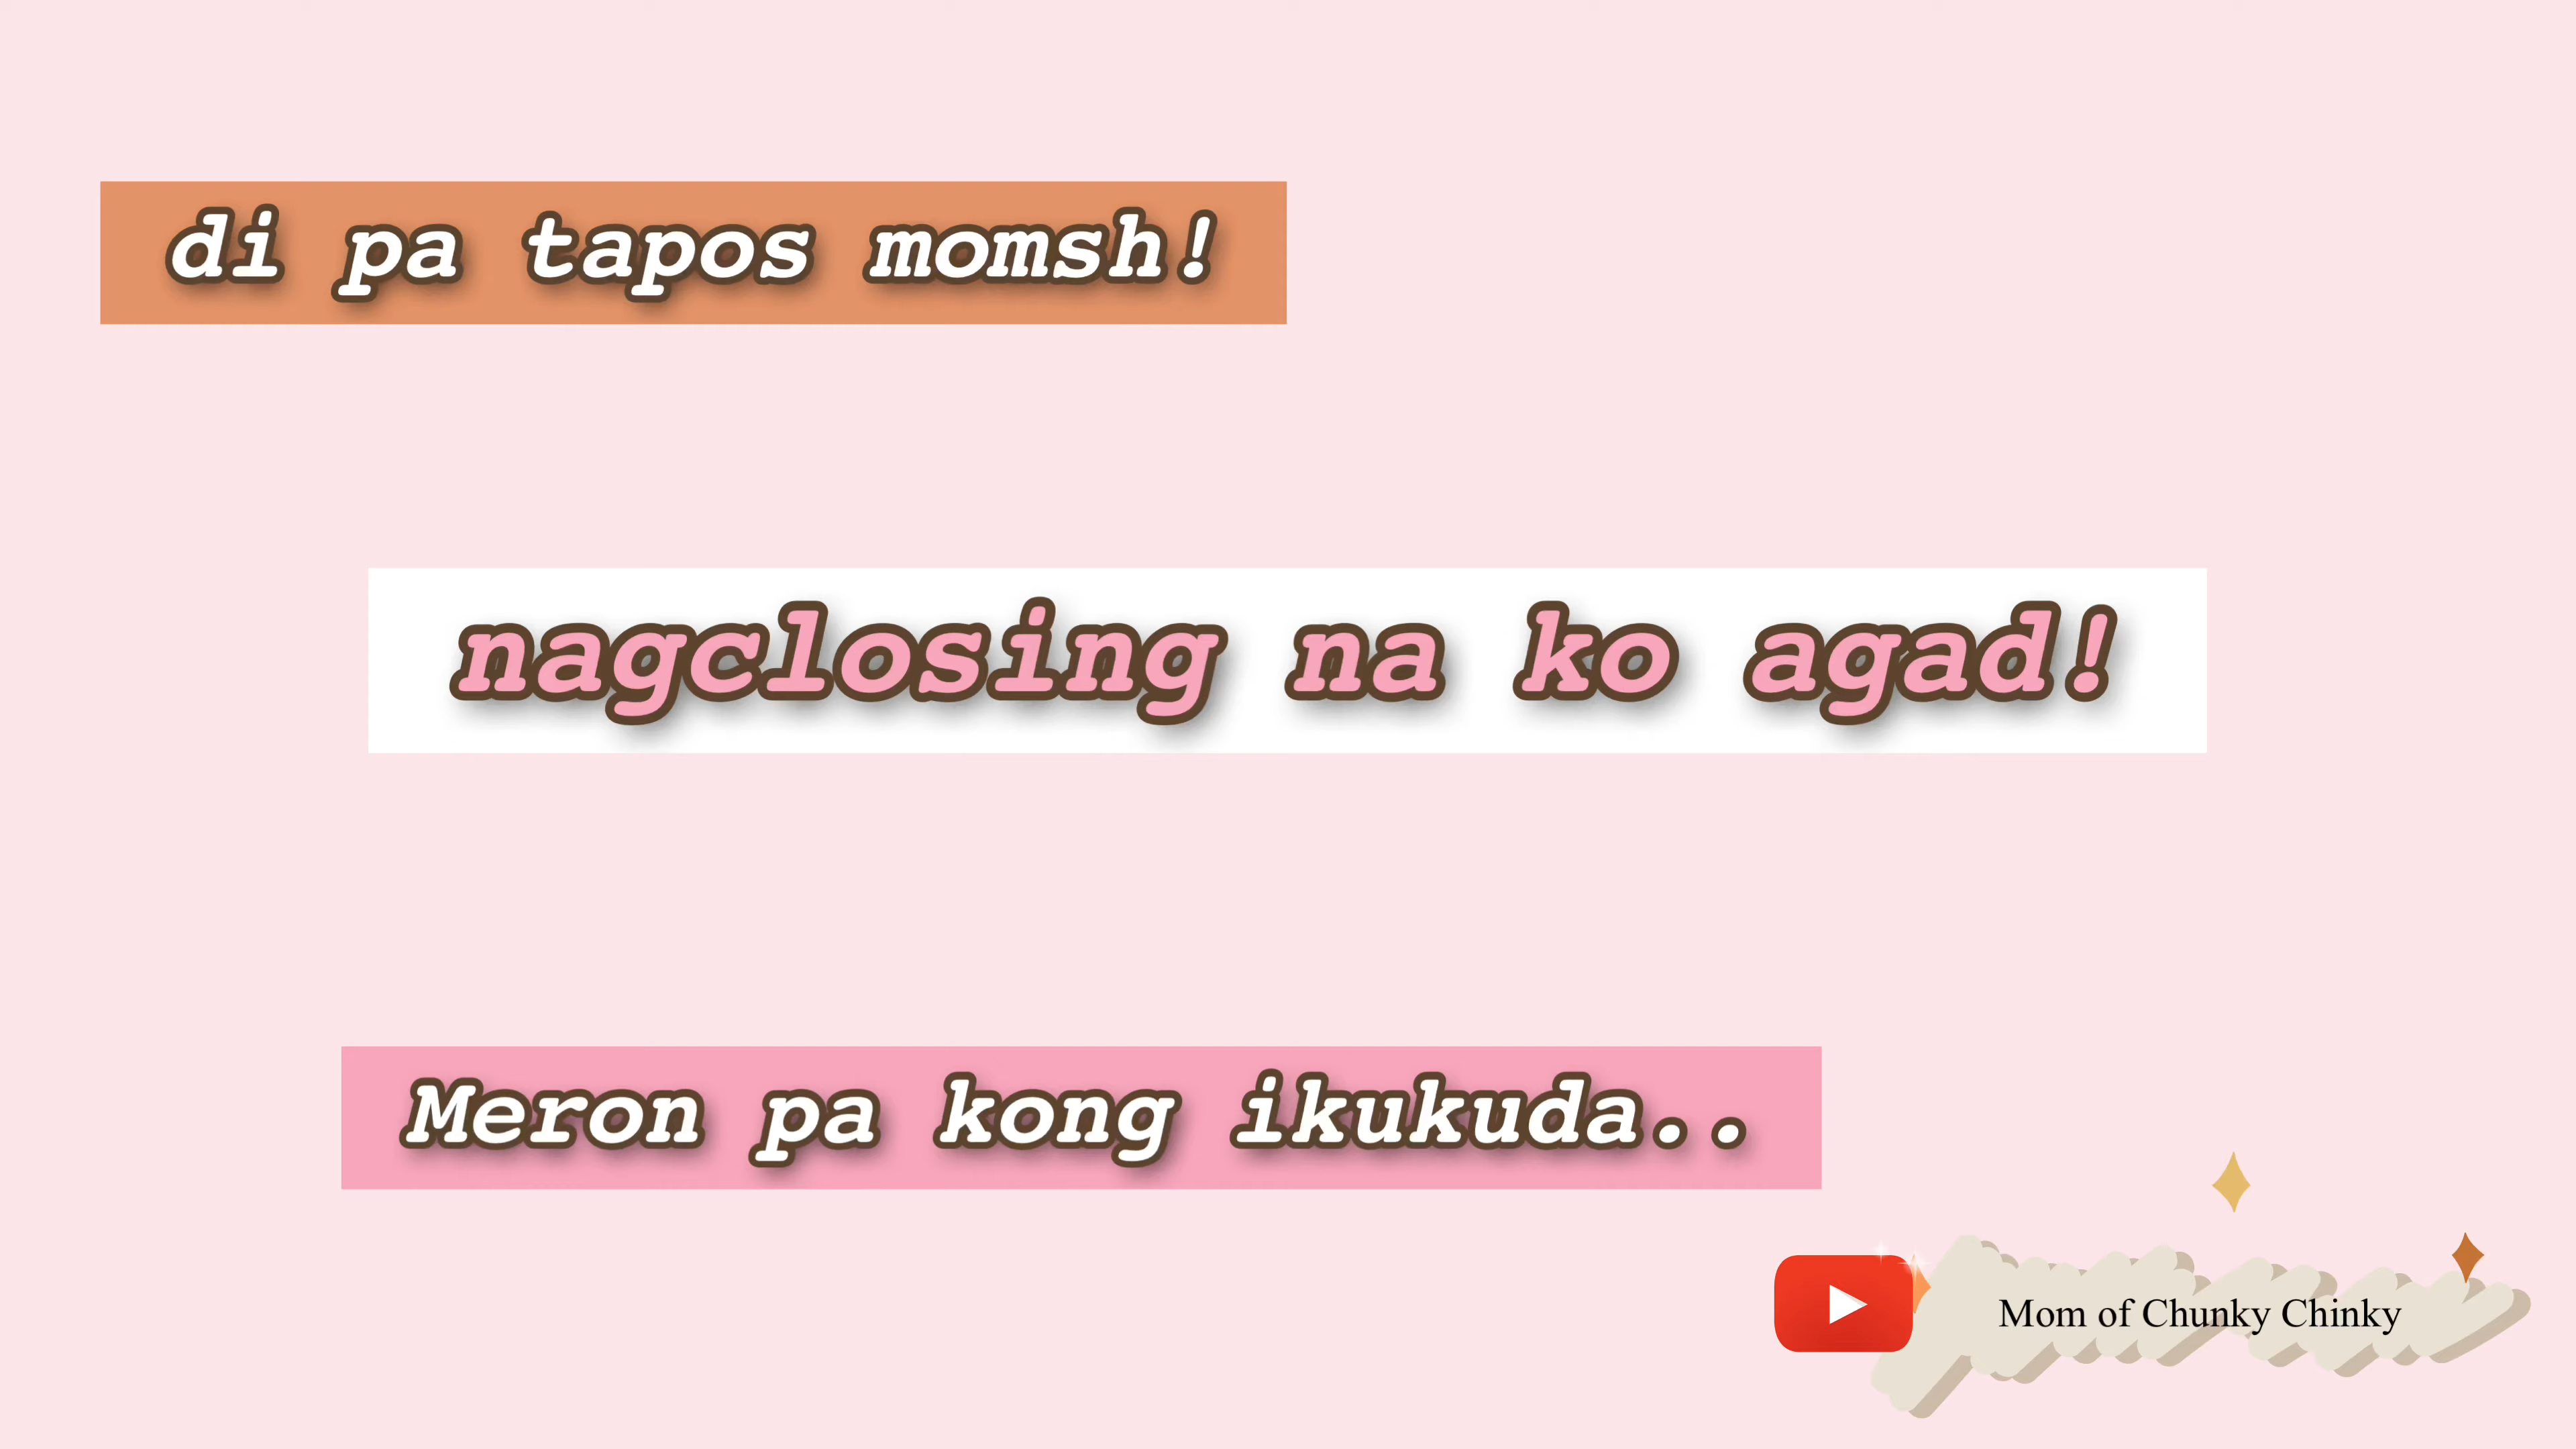 di pa tapos momsh!
nagclosing na ko agad!
Meron pa kong ikukuda..
Mom of Chunky Chinky